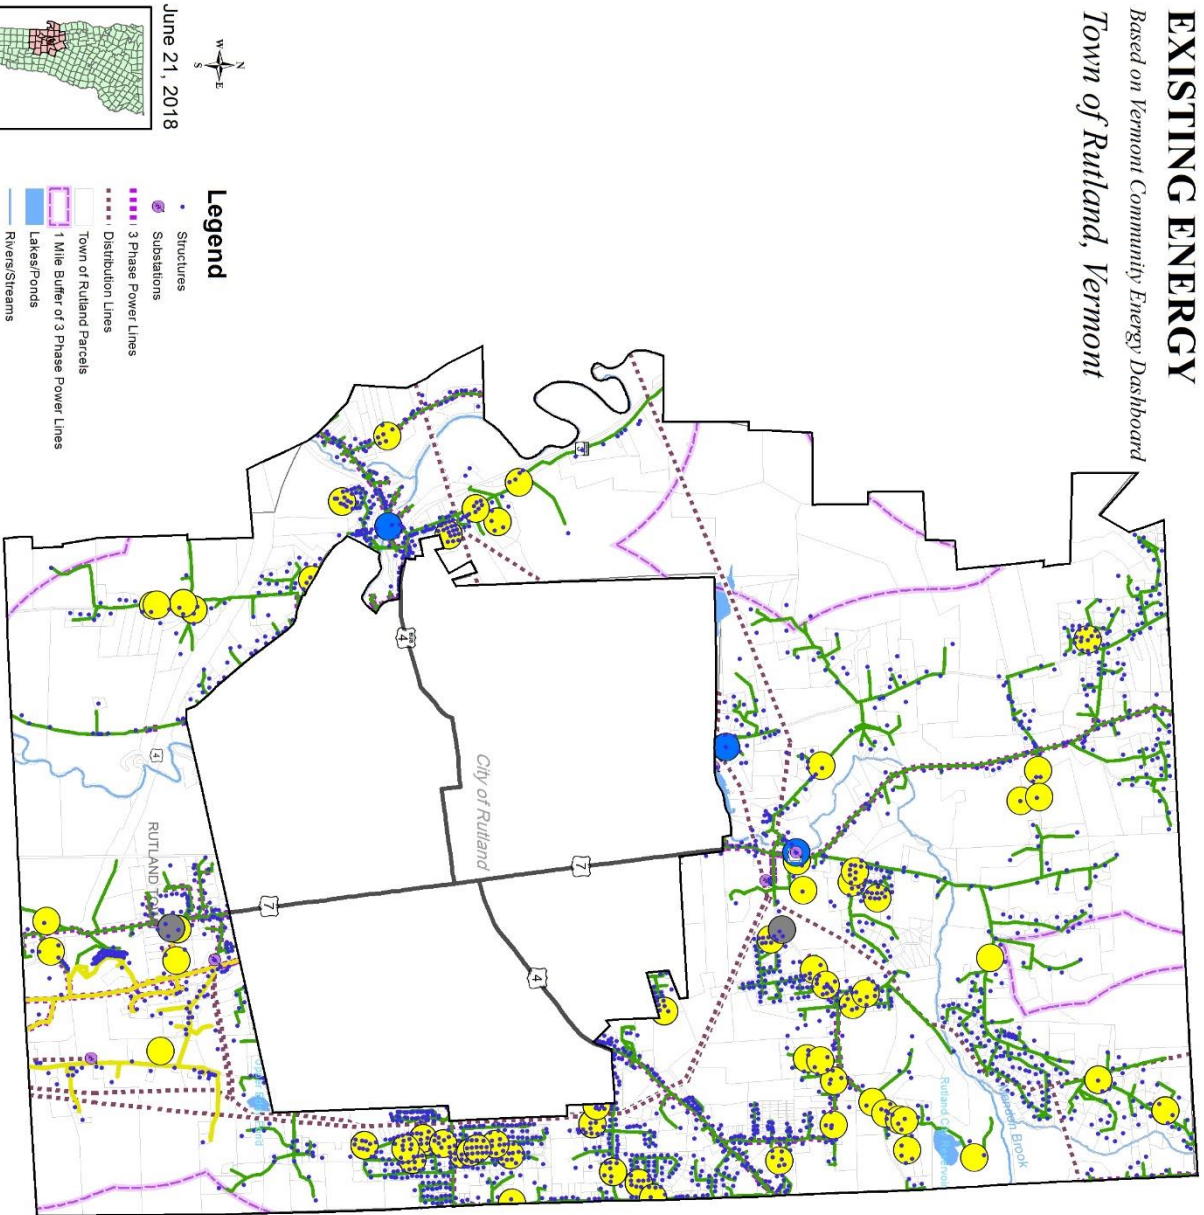 EXISTING ENERGY
Based on Vermont Community Energy Dashboard
Town of Rutland, Vermont
N
W
E
S
June 21, 2018
Legend
Structures
Substations
3 Phase Power Lines
Distribution Lines
Town of Rutland Parcels
1 Mile Buffer of 3 Phase Power Lines
Lakes/Ponds
Rivers/Streams
City of Rutland
4
7
7
4
4
RUTLAND
Brook